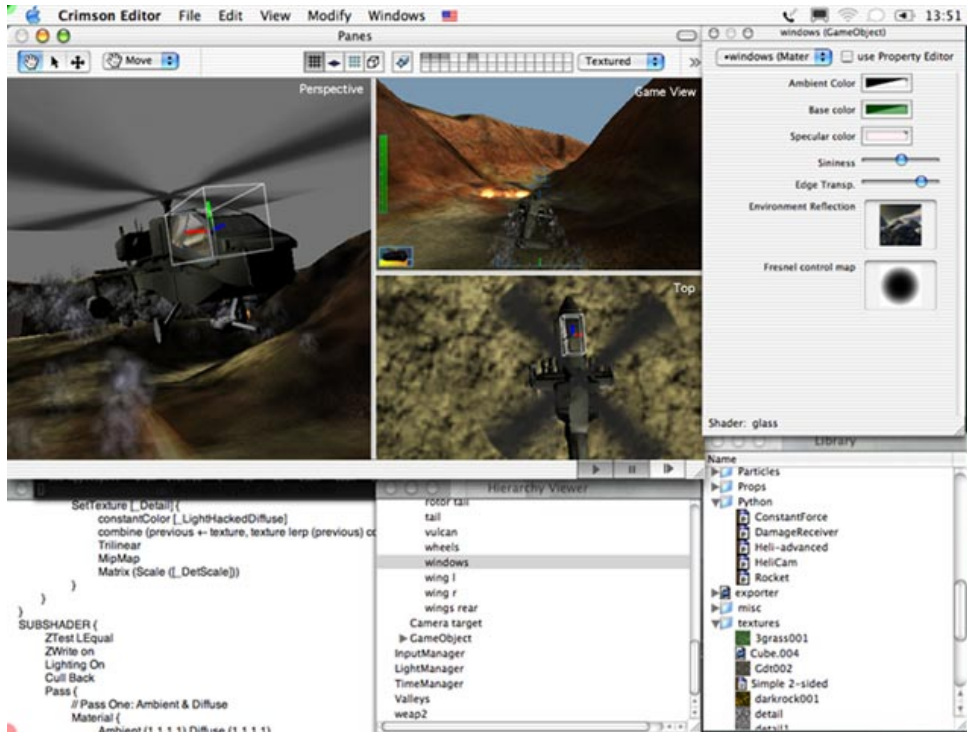 Crimson Editor File Edit View Modify Windows
13:51
Panes
Move
Textured
Perspective
Game View
Top
windows (GameObject)
windows (Mater
use Property Editor
Ambient Color
Base color
Specular color
Sininess
Edge Transp.
Environment Reflection
Fresnel control map
Shader: glass
SetTexture [_Detail] {
constantColor [_LightHackedDiffuse]
combine (previous +- texture, texture lerp (previous) co
Trilinear
MipMap
Matrix (Scale ([_DetScale]))
}
}
}
SUBSHADER {
ZTest LEqual
ZWrite on
Lighting On
Cull Back
Pass {
// Pass One: Ambient & Diffuse
Material {
Ambient (1,1,1,1) Diffuse (1,1,1,1)
Hierarchy Viewer
rotor tail
tail
vulcan
wheels
windows
wing l
wing r
wings rear
Camera target
GameObject
InputManager
LightManager
TimeManager
Valleys
weap2
Library
Name
Particles
Props
Python
ConstantForce
DamageReceiver
Heli-advanced
HeliCam
Rocket
exporter
misc
textures
3grass001
Cube.004
Gdt002
Simple 2-sided
darkrock001
detail
detail1